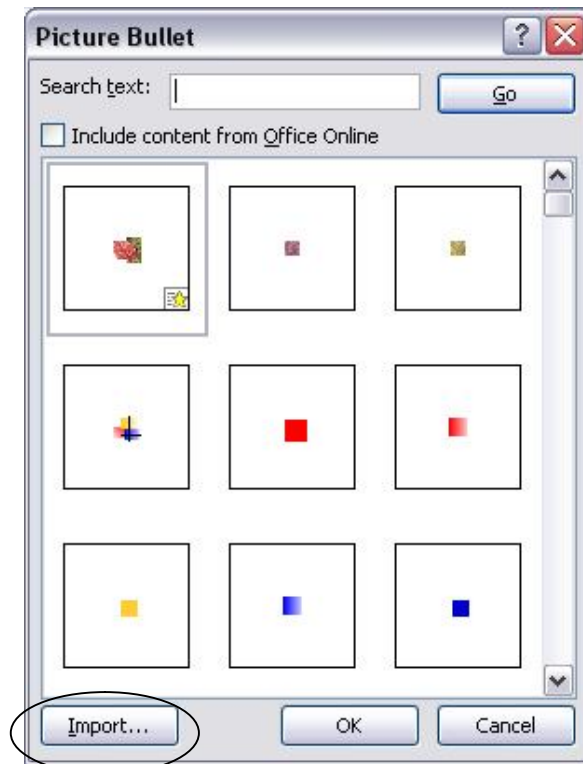 Picture Bullet
Search text:
Go
Include content from Office Online
Import...
OK
Cancel